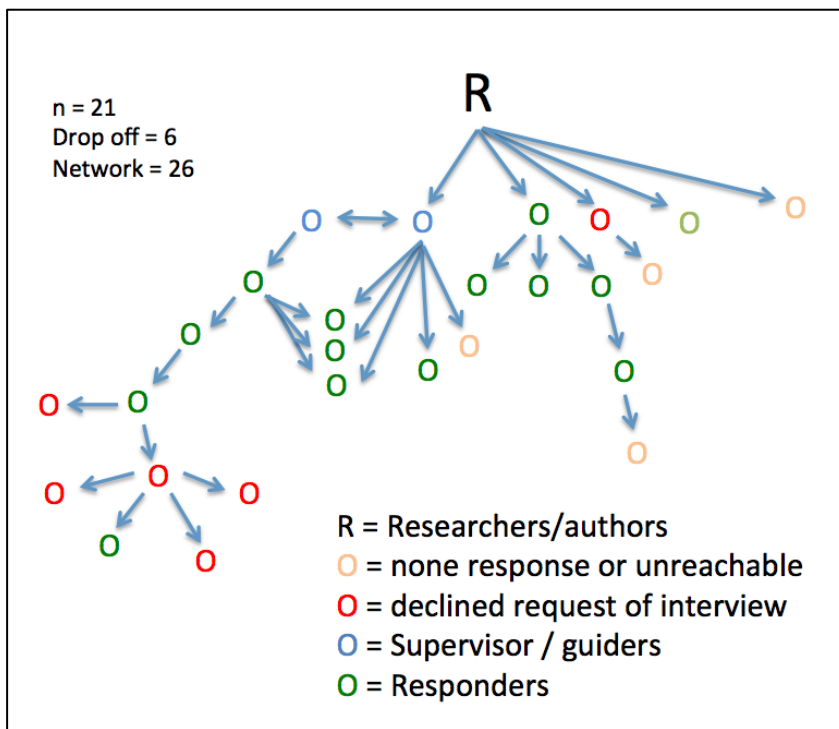 R
n = 21
Drop off = 6
Network = 26
O
O O O O
O
O O O O O
O
O O
O
O O O
O
O O
O
O
O O
O
O
R = Researchers/authors
O = none response or unreachable
O = declined request of interview
O = Supervisor / guiders
O = Responders